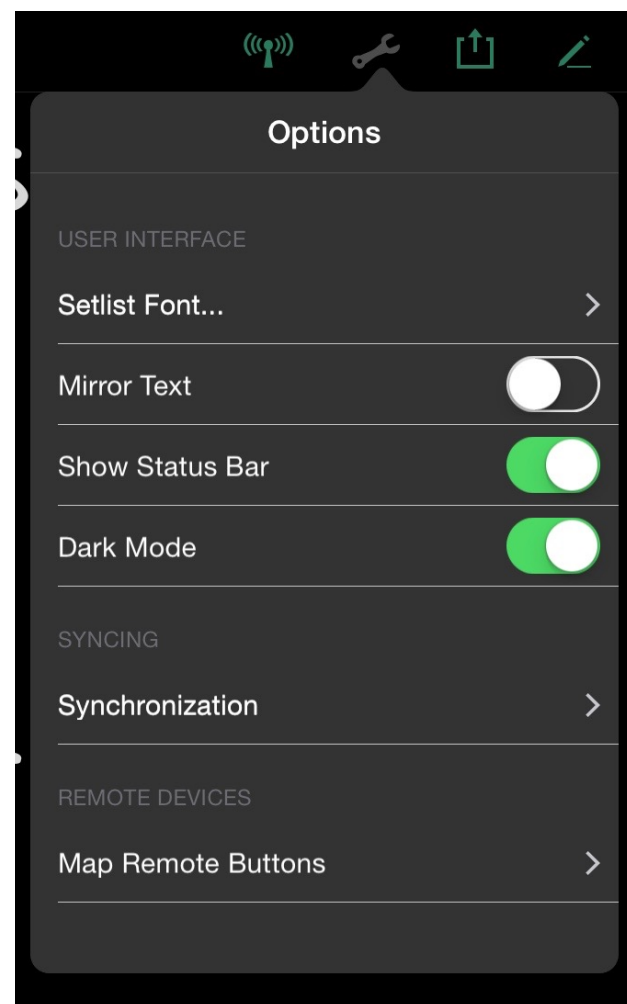 Options
USER INTERFACE
Setlist Font...
Mirror Text
Show Status Bar
Dark Mode
SYNCING
Synchronization
REMOTE DEVICES
Map Remote Buttons